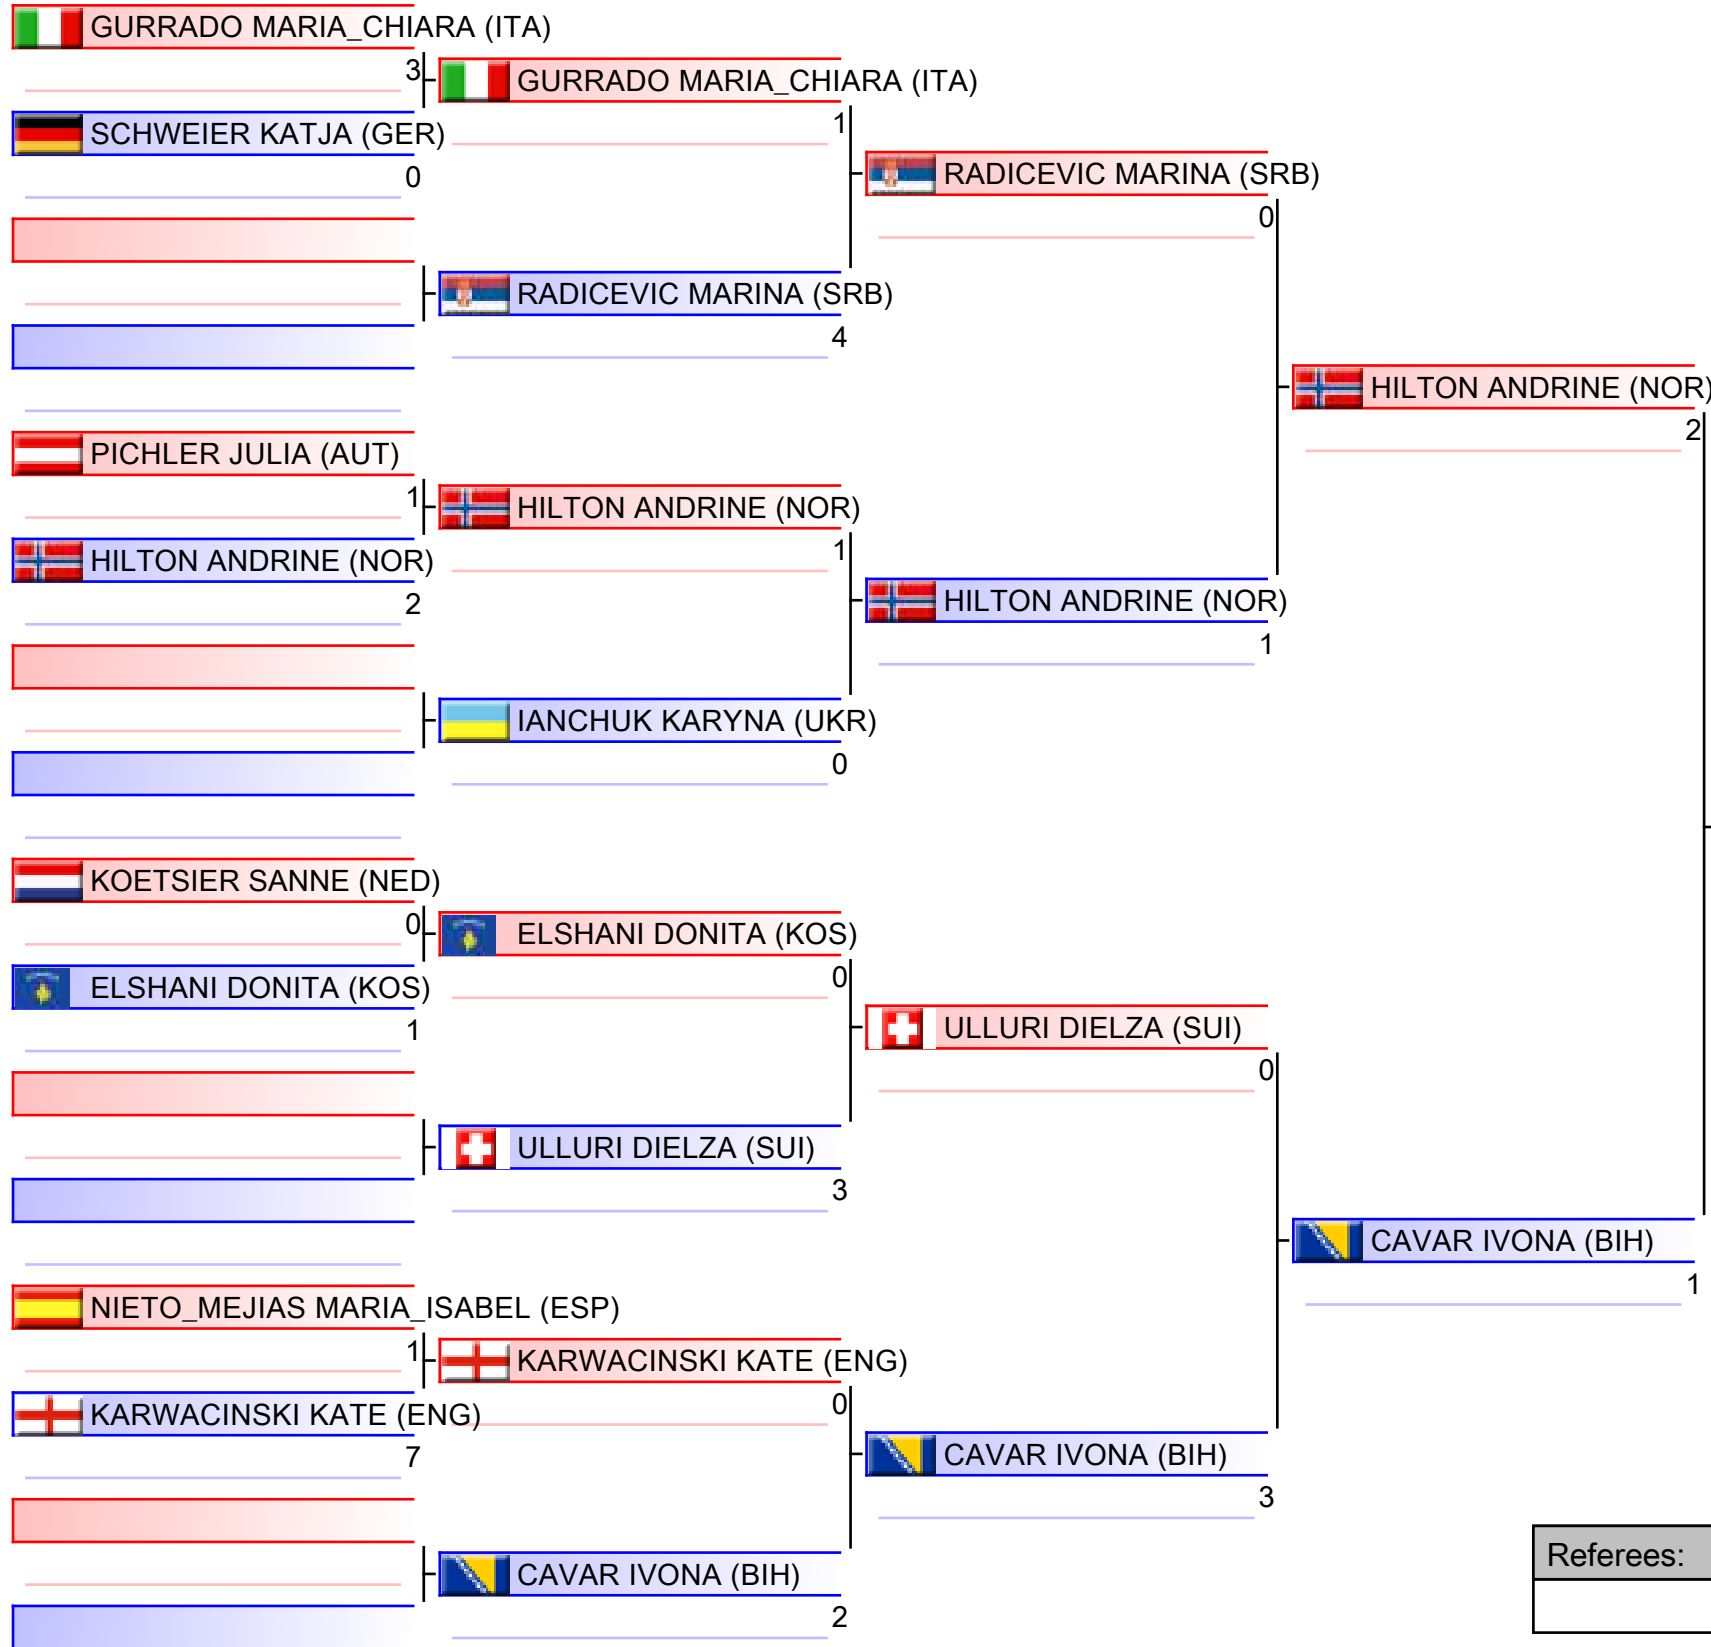 GURRADO MARIA_CHIARA (ITA)
3
SCHWEIER KATJA (GER)
0
PICHLER JULIA (AUT)
1
HILTON ANDRINE (NOR)
2
KOETSIER SANNE (NED)
0
ELSHANI DONITA (KOS)
1
NIETO_MEJIAS MARIA_ISABEL (ESP)
1
KARWACINSKI KATE (ENG)
7
GURRADO MARIA_CHIARA (ITA)
1
RADICEVIC MARINA (SRB)
4
HILTON ANDRINE (NOR)
1
IANCHUK KARYNA (UKR)
0
ELSHANI DONITA (KOS)
0
ULLURI DIELZA (SUI)
3
KARWACINSKI KATE (ENG)
0
CAVAR IVONA (BIH)
2
RADICEVIC MARINA (SRB)
0
HILTON ANDRINE (NOR)
1
ULLURI DIELZA (SUI)
0
CAVAR IVONA (BIH)
3
HILTON ANDRINE (NOR)
2
CAVAR IVONA (BIH)
1
Referees: